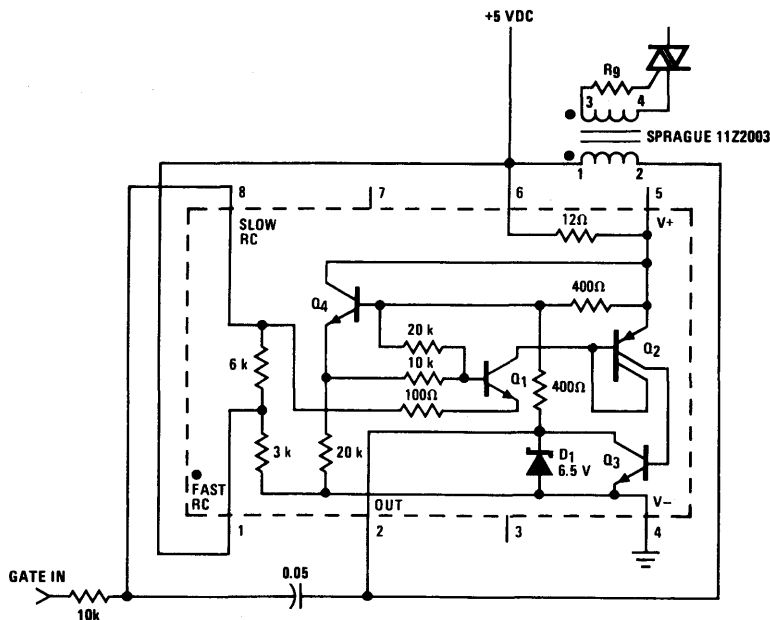 +5 VDC
Rg
3
4
SPRAGUE 11Z2003
1
2
8
7
6
5
SLOW
RC
12Ω
V+
Q4
400Ω
20 k
Q2
6 k
10 k
Q1
400Ω
100Ω
3 k
20 k
D1
6.5 V
Q3
FAST
RC
OUT
V−
1
2
3
4
GATE IN
0.05
10k